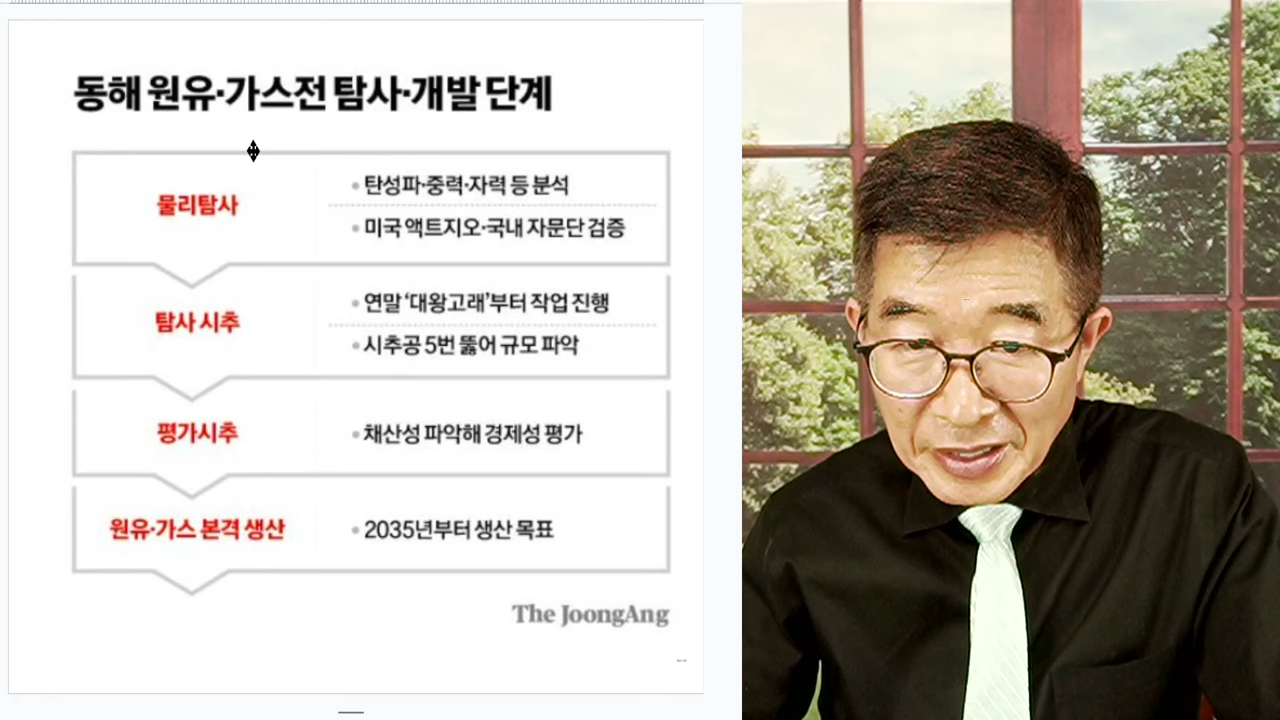 동해 원유·가스전 탐사·개발 단계
물리탐사
탄성파·중력·자력 등 분석
미국 액트지오·국내 자문단 검증
탐사 시추
연말 ‘대왕고래’부터 작업 진행
시추공 5번 뚫어 규모 파악
평가시추
채산성 파악해 경제성 평가
원유·가스 본격 생산
2035년부터 생산 목표
The JoongAng